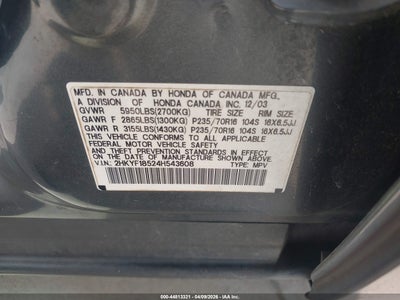 MFD. IN CANADA BY HONDA OF CANADA MFG.,
A DIVISION OF HONDA CANADA INC. 12/03
GVWR 5950LBS(2700KG) TIRE SIZE RIM SIZE
GAWR F 2865LBS(1300KG) P235/70R16 104S 16X6.5JJ
GAWR R 3155LBS(1430KG) P235/70R16 104S 16X6.5JJ
THIS VEHICLE CONFORMS TO ALL APPLICABLE
FEDERAL MOTOR VEHICLE SAFETY AND
THEFT PREVENTION STANDARDS IN EFFECT
ON THE DATE OF MANUFACTURE SHOWN ABOVE.
V.I.N: 2HKYF18524H543608 TYPE: MPV
000-44813331 - 04/09/2026 - IAA, Inc.